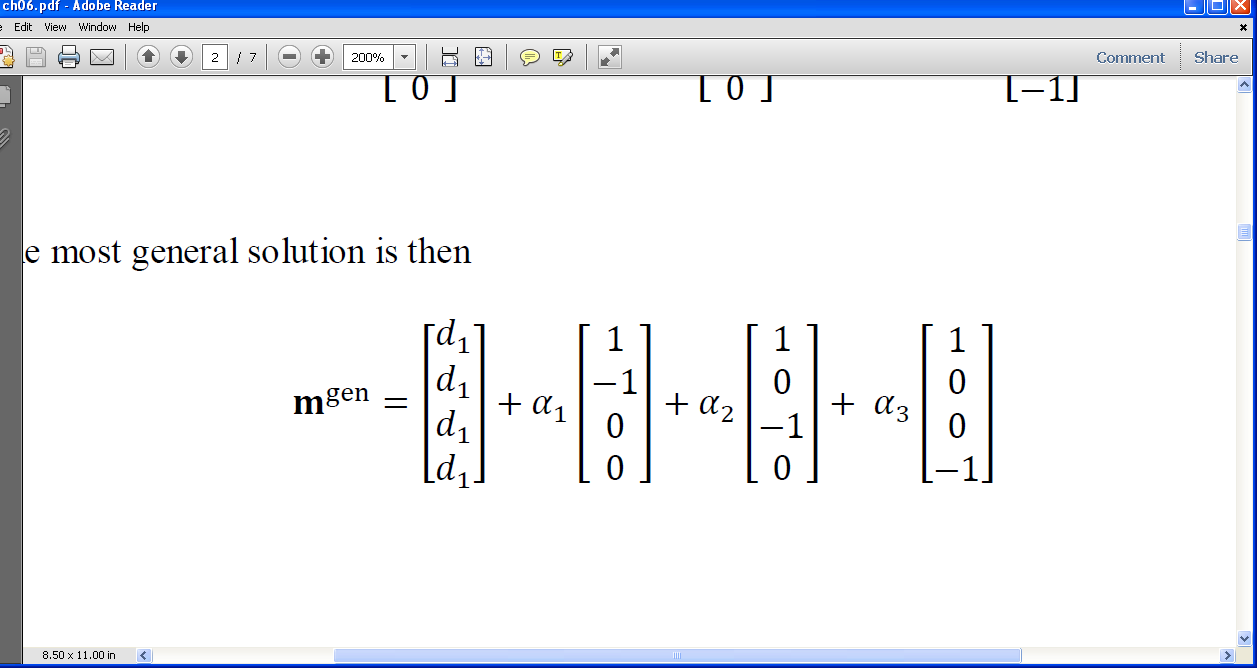 ch06.pdf - Adobe Reader
Edit View Window Help
2 / 7 200% Comment Share
[ 0 ] [ 0 ] [−1]
e most general solution is then
m^gen = [d₁ d₁ d₁ d₁] + α₁ [1 −1 0 0] + α₂ [1 0 −1 0] + α₃ [1 0 0 −1]
8.50 x 11.00 in